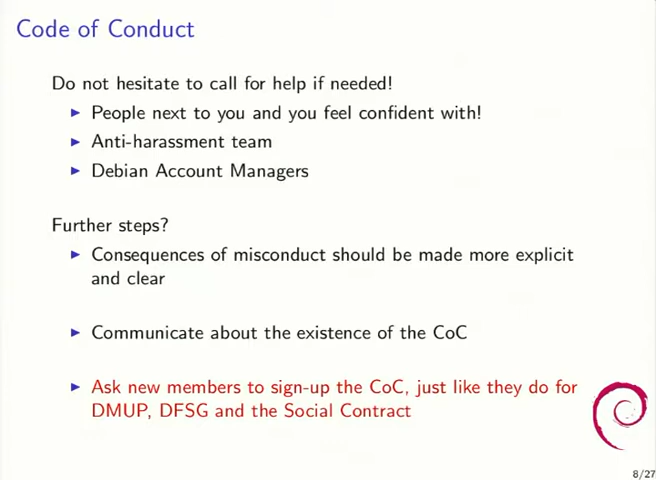 Code of Conduct
Do not hesitate to call for help if needed!
▶ People next to you and you feel confident with!
▶ Anti-harassment team
▶ Debian Account Managers
Further steps?
▶ Consequences of misconduct should be made more explicit
and clear
▶ Communicate about the existence of the CoC
▶ Ask new members to sign-up the CoC, just like they do for
DMUP, DFSG and the Social Contract
8/27